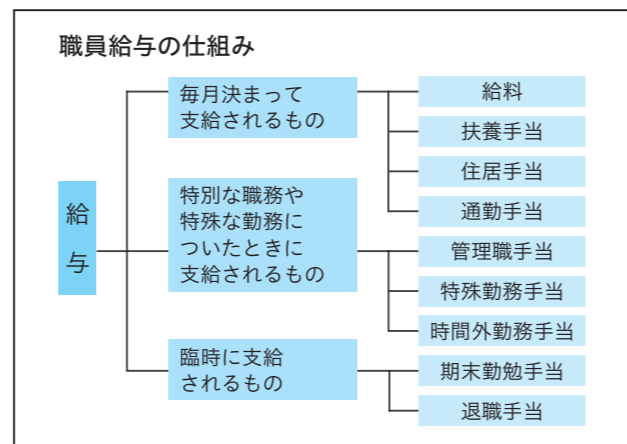 職員給与の仕組み
給与
毎月決まって
支給されるもの
給料
扶養手当
住居手当
通勤手当
特別な職務や
特殊な勤務に
ついたときに
支給されるもの
管理職手当
特殊勤務手当
時間外勤務手当
臨時に支給
されるもの
期末勤勉手当
退職手当